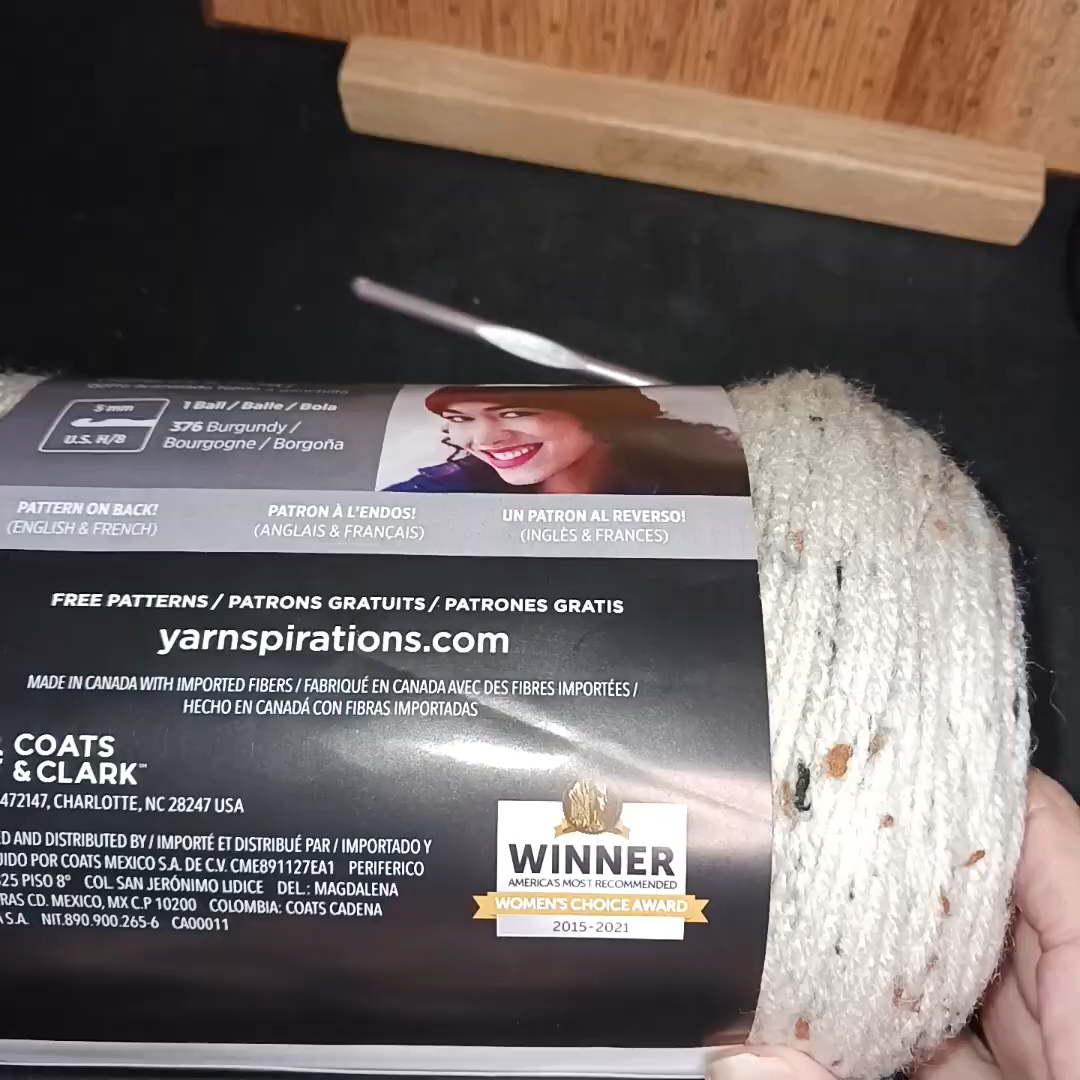 5 mm
U.S. H/8
1 Ball / Balle / Bola
376 Burgundy /
Bourgogne / Borgoña
PATTERN ON BACK!
(ENGLISH & FRENCH)
PATRON À L'ENDOS!
(ANGLAIS & FRANÇAIS)
UN PATRON AL REVERSO!
(INGLÉS & FRANCES)
FREE PATTERNS / PATRONS GRATUITS / PATRONES GRATIS
yarnspirations.com
MADE IN CANADA WITH IMPORTED FIBERS / FABRIQUÉ EN CANADA AVEC DES FIBRES IMPORTÉES /
HECHO EN CANADÁ CON FIBRAS IMPORTADAS
COATS
& CLARK
472147, CHARLOTTE, NC 28247 USA
ED AND DISTRIBUTED BY / IMPORTÉ ET DISTRIBUÉ PAR / IMPORTADO Y
UIDO POR COATS MEXICO S.A. DE C.V. CME891127EA1 PERIFERICO
325 PISO 8° COL. SAN JERÓNIMO LIDICE DEL.: MAGDALENA
RAS CD. MEXICO, MX C.P 10200 COLOMBIA: COATS CADENA
S.A. NIT.890.900.265-6 CA00011
WINNER
AMERICA'S MOST RECOMMENDED
WOMEN'S CHOICE AWARD
2015-2021